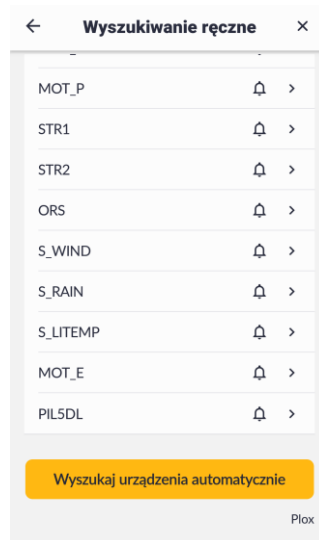 Wyszukiwanie ręczne
MOT_P
STR1
STR2
ORS
S_WIND
S_RAIN
S_LITEMP
MOT_E
PIL5DL
Wyszukaj urządzenia automatycznie
Plox